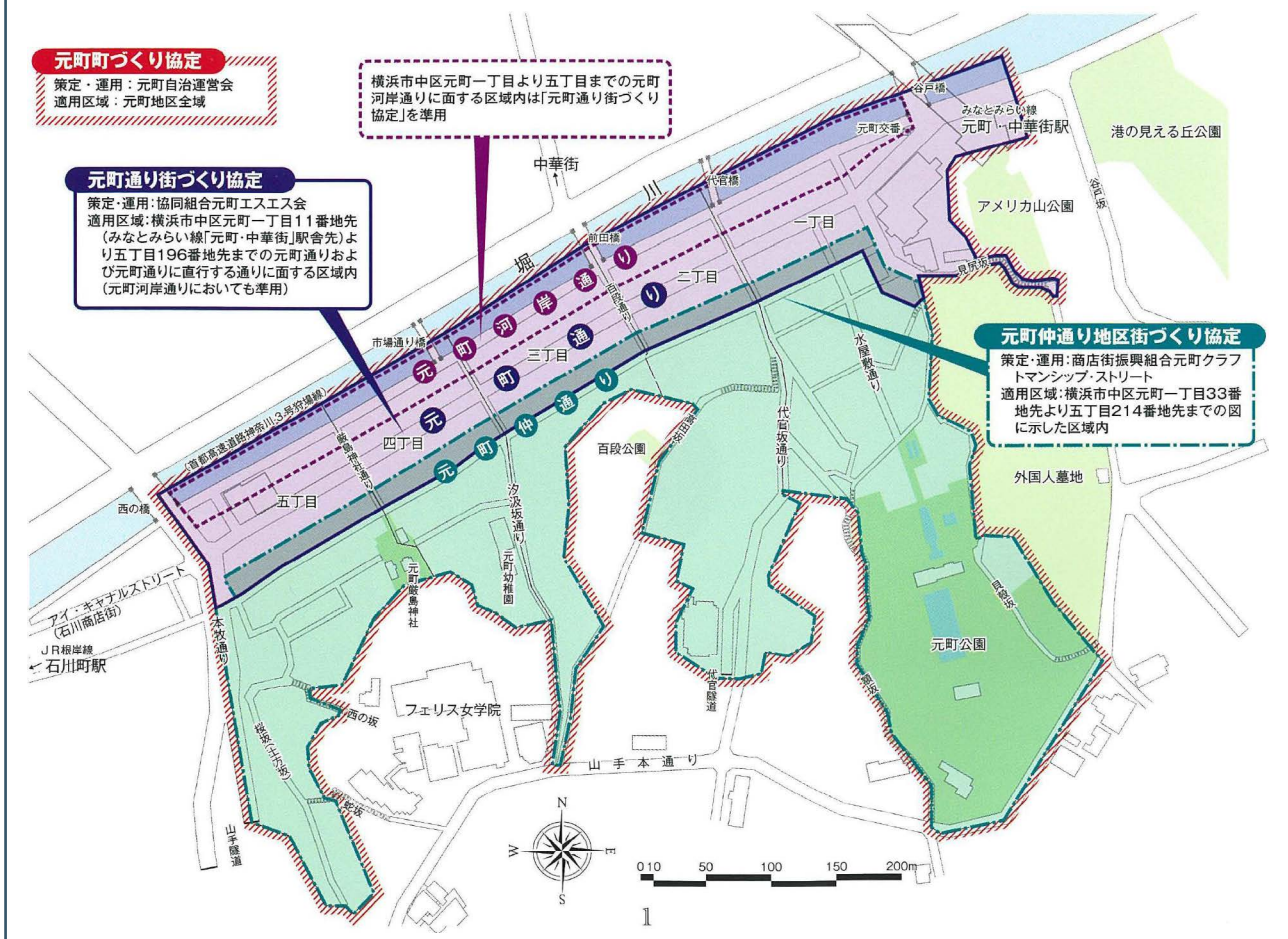 元町町づくり協定
策定・運用：元町自治運営会
適用区域：元町地区全域
横浜市中区元町一丁目より五丁目までの元町
河岸通りに面する区域内は「元町通り街づくり
協定」を準用
元町通り街づくり協定
策定・運用：協同組合元町エスエス会
適用区域：横浜市中区元町一丁目11番地先
（みなとみらい線「元町・中華街」駅舎先）よ
り五丁目196番地先までの元町通りおよ
び元町通りに直行する通りに面する区域内
（元町河岸通りにおいても準用）
元町仲通り地区街づくり協定
策定・運用：商店街振興組合元町クラフ
トマンシップ・ストリート
適用区域：横浜市中区元町一丁目33番
地先より五丁目214番地先までの図
に示した区域内
谷戸橋
みなとみらい線
元町・中華街駅
元町交番
港の見える丘公園
谷戸坂
アメリカ山公園
見尻坂
中華街
堀川
代官橋
前田橋
市場通り橋
西の橋
（首都高速道路神奈川3号狩場線）
一丁目
二丁目
三丁目
四丁目
五丁目
元町河岸通り
元町通り
元町仲通り
百段通り
水屋敷通り
代官坂通り
厳島神社通り
汐汲坂通り
高田坂
百段公園
外国人墓地
元町幼稚園
元町厳島神社
アイ・キャナルストリート
（石川商店街）
JR根岸線
←石川町駅
本牧通り
西の坂
フェリス女学院
桜坂（土方坂）
蛇坂
山手隧道
代官隧道
山手本通り
貝殻坂
元町公園
額坂
N
W
E
S
0 10 50 100 150 200m
1